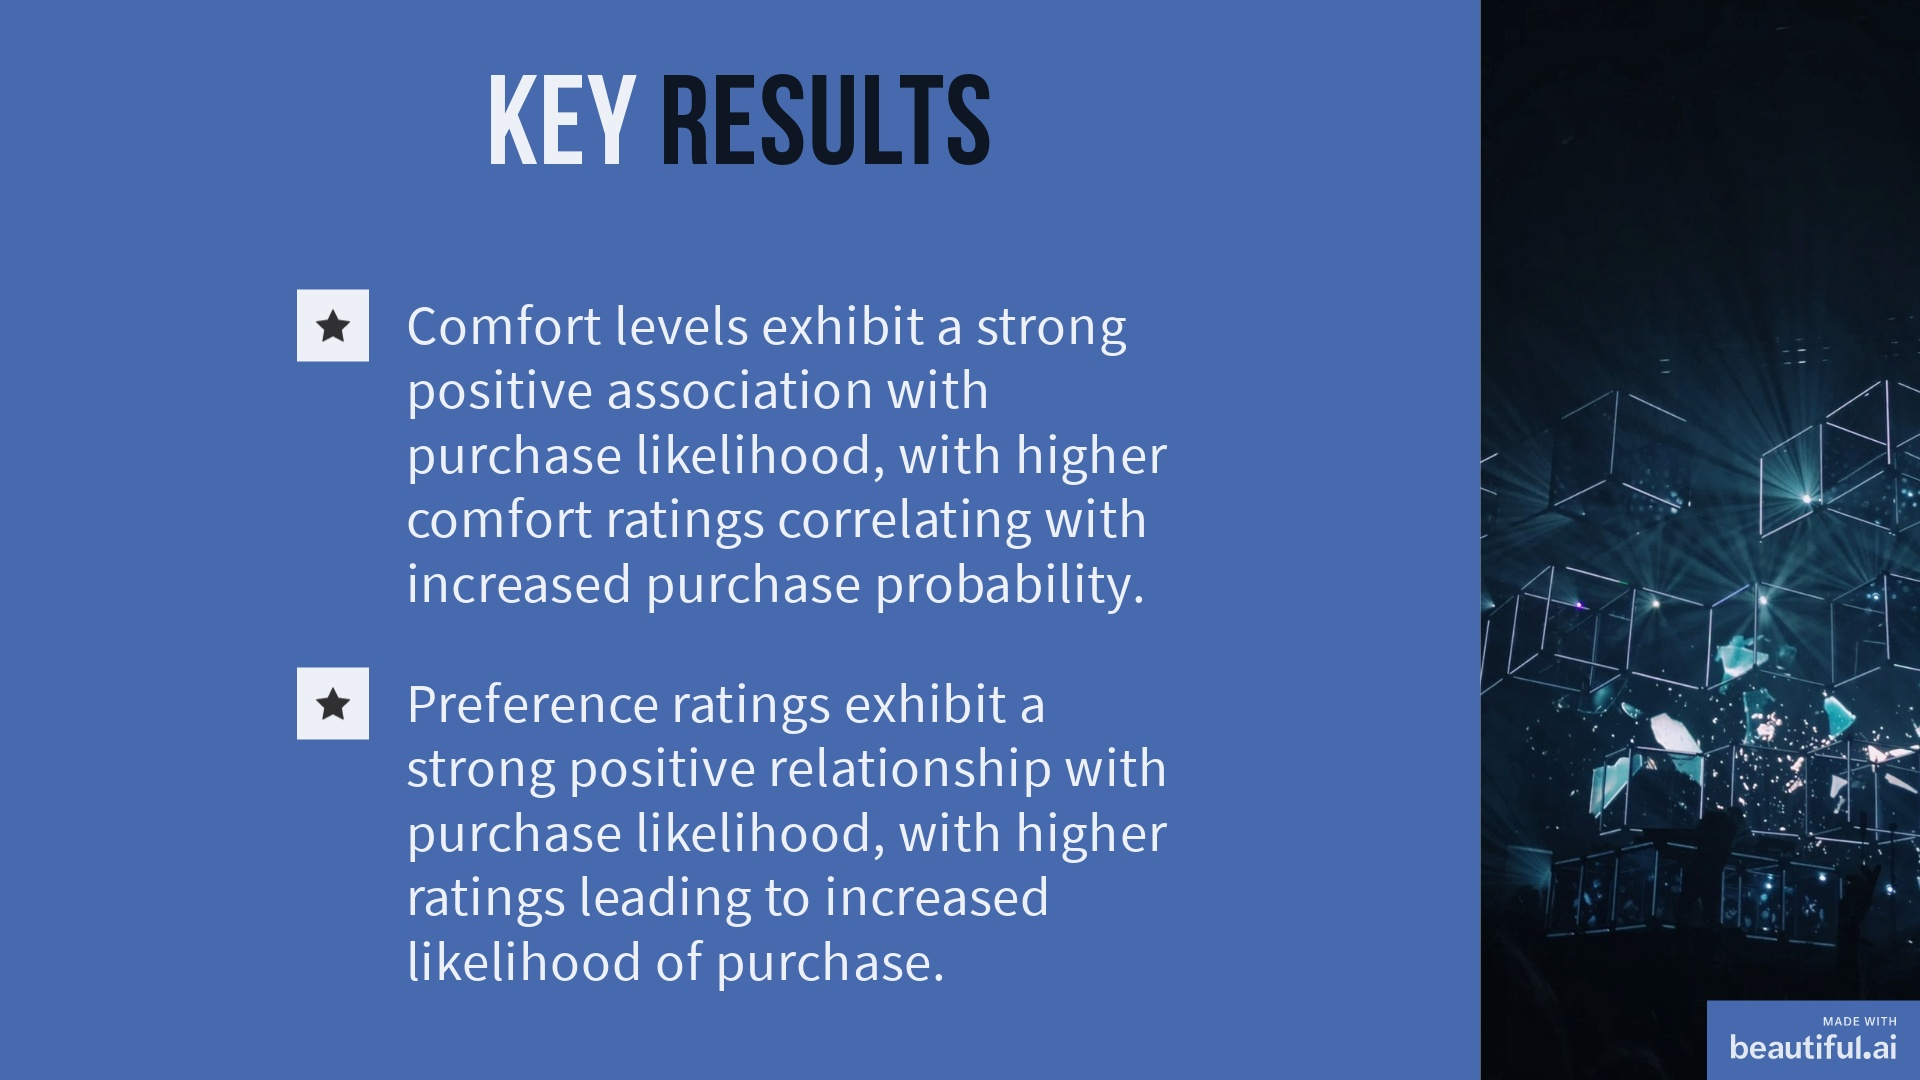 KEY RESULTS
Comfort levels exhibit a strong
positive association with
purchase likelihood, with higher
comfort ratings correlating with
increased purchase probability.
Preference ratings exhibit a
strong positive relationship with
purchase likelihood, with higher
ratings leading to increased
likelihood of purchase.
MADE WITH
beautiful.ai